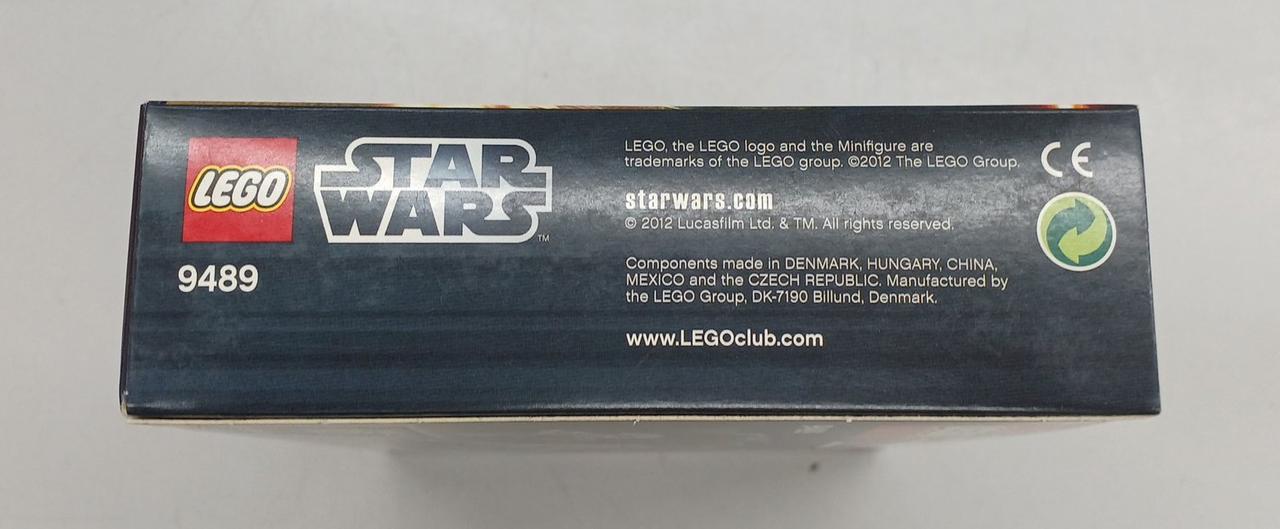 LEGO
STAR
WARS
TM
9489
LEGO, the LEGO logo and the Minifigure are
trademarks of the LEGO group. ©2012 The LEGO Group.
starwars.com
© 2012 Lucasfilm Ltd. & TM. All rights reserved.
Components made in DENMARK, HUNGARY, CHINA,
MEXICO and the CZECH REPUBLIC. Manufactured by
the LEGO Group, DK-7190 Billund, Denmark.
www.LEGOclub.com
CE